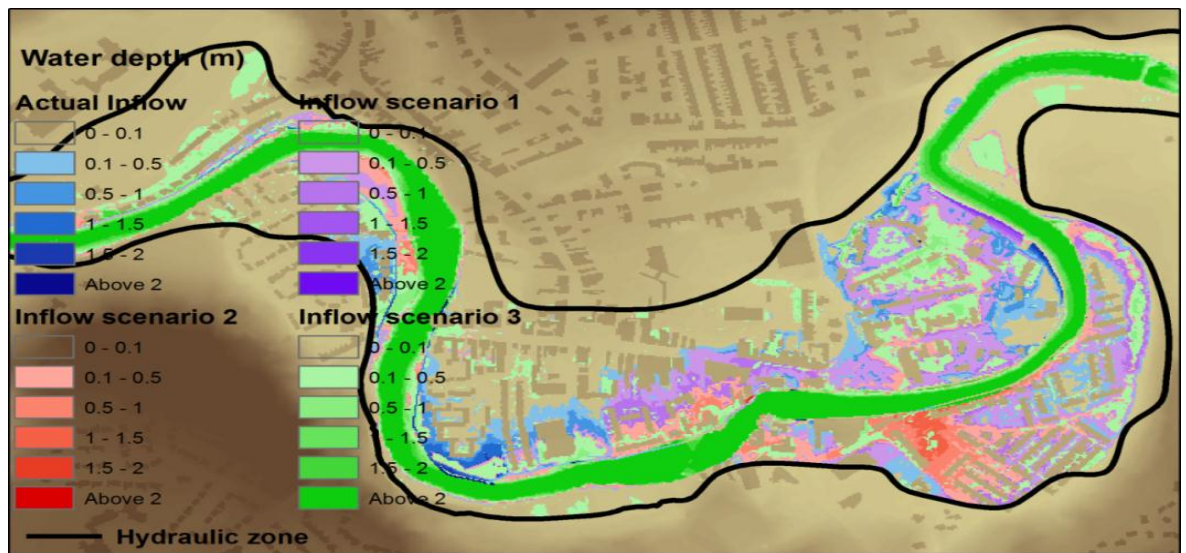 Water depth (m)
Actual Inflow
0 - 0.1
0.1 - 0.5
0.5 - 1
1 - 1.5
1.5 - 2
Above 2
Inflow scenario 1
0 - 0.1
0.1 - 0.5
0.5 - 1
1 - 1.5
1.5 - 2
Above 2
Inflow scenario 2
0 - 0.1
0.1 - 0.5
0.5 - 1
1 - 1.5
1.5 - 2
Above 2
Inflow scenario 3
0 - 0.1
0.1 - 0.5
0.5 - 1
1 - 1.5
1.5 - 2
Above 2
Hydraulic zone